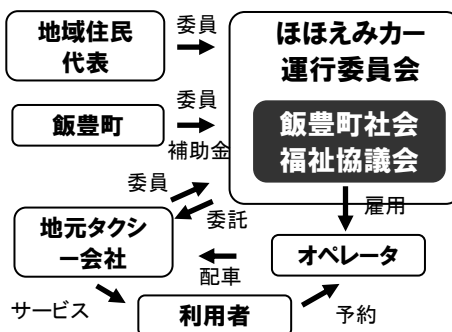 地域住民
代表
委員
ほほえみカー
運行委員会
飯豊町
委員
補助金
飯豊町社会
福祉協議会
委員
委託
雇用
地元タクシ
ー会社
配車
オペレータ
サービス
利用者
予約